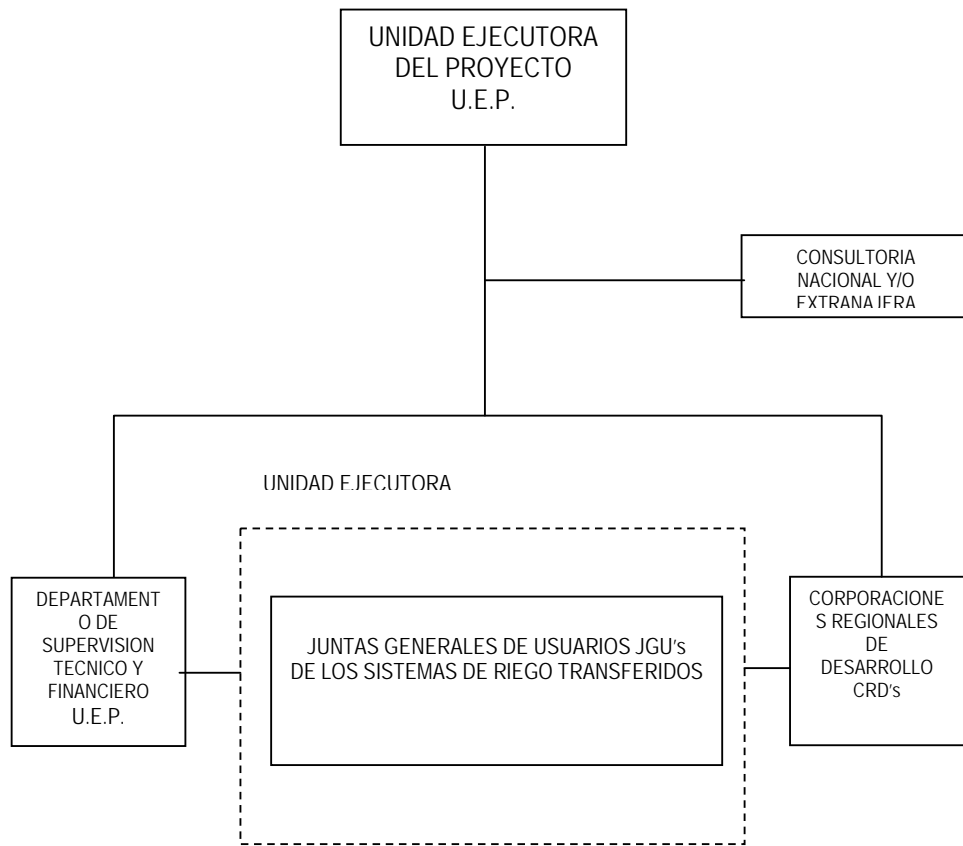 UNIDAD EJECUTORA
DEL PROYECTO
U.E.P.
CONSULTORIA
NACIONAL Y/O
EXTRANJERA
UNIDAD EJECUTORA
DEPARTAMENT
O DE
SUPERVISION
TECNICO Y
FINANCIERO
U.E.P.
JUNTAS GENERALES DE USUARIOS JGU's
DE LOS SISTEMAS DE RIEGO TRANSFERIDOS
CORPORACIONE
S REGIONALES
DE
DESARROLLO
CRD's